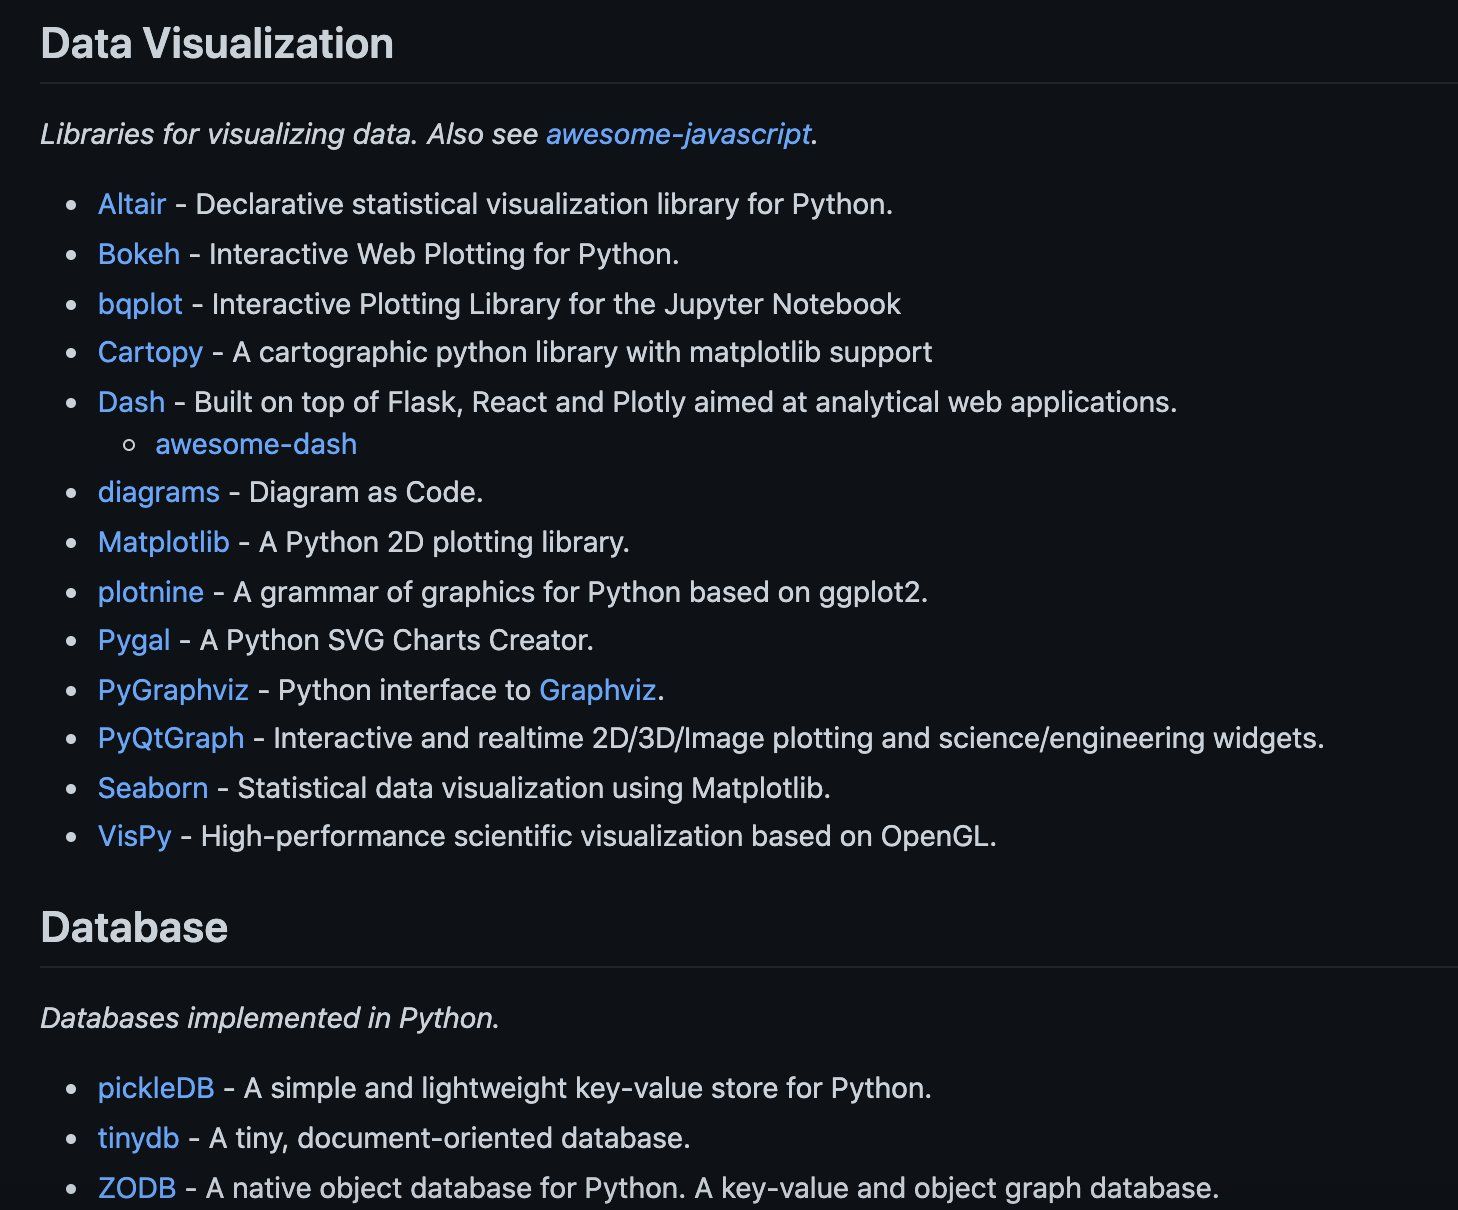 Data Visualization
Libraries for visualizing data. Also see awesome-javascript.
Altair - Declarative statistical visualization library for Python.
Bokeh - Interactive Web Plotting for Python.
bqplot - Interactive Plotting Library for the Jupyter Notebook
Cartopy - A cartographic python library with matplotlib support
Dash - Built on top of Flask, React and Plotly aimed at analytical web applications.
awesome-dash
diagrams - Diagram as Code.
Matplotlib - A Python 2D plotting library.
plotnine - A grammar of graphics for Python based on ggplot2.
Pygal - A Python SVG Charts Creator.
PyGraphviz - Python interface to Graphviz.
PyQtGraph - Interactive and realtime 2D/3D/Image plotting and science/engineering widgets.
Seaborn - Statistical data visualization using Matplotlib.
VisPy - High-performance scientific visualization based on OpenGL.
Database
Databases implemented in Python.
pickleDB - A simple and lightweight key-value store for Python.
tinydb - A tiny, document-oriented database.
ZODB - A native object database for Python. A key-value and object graph database.